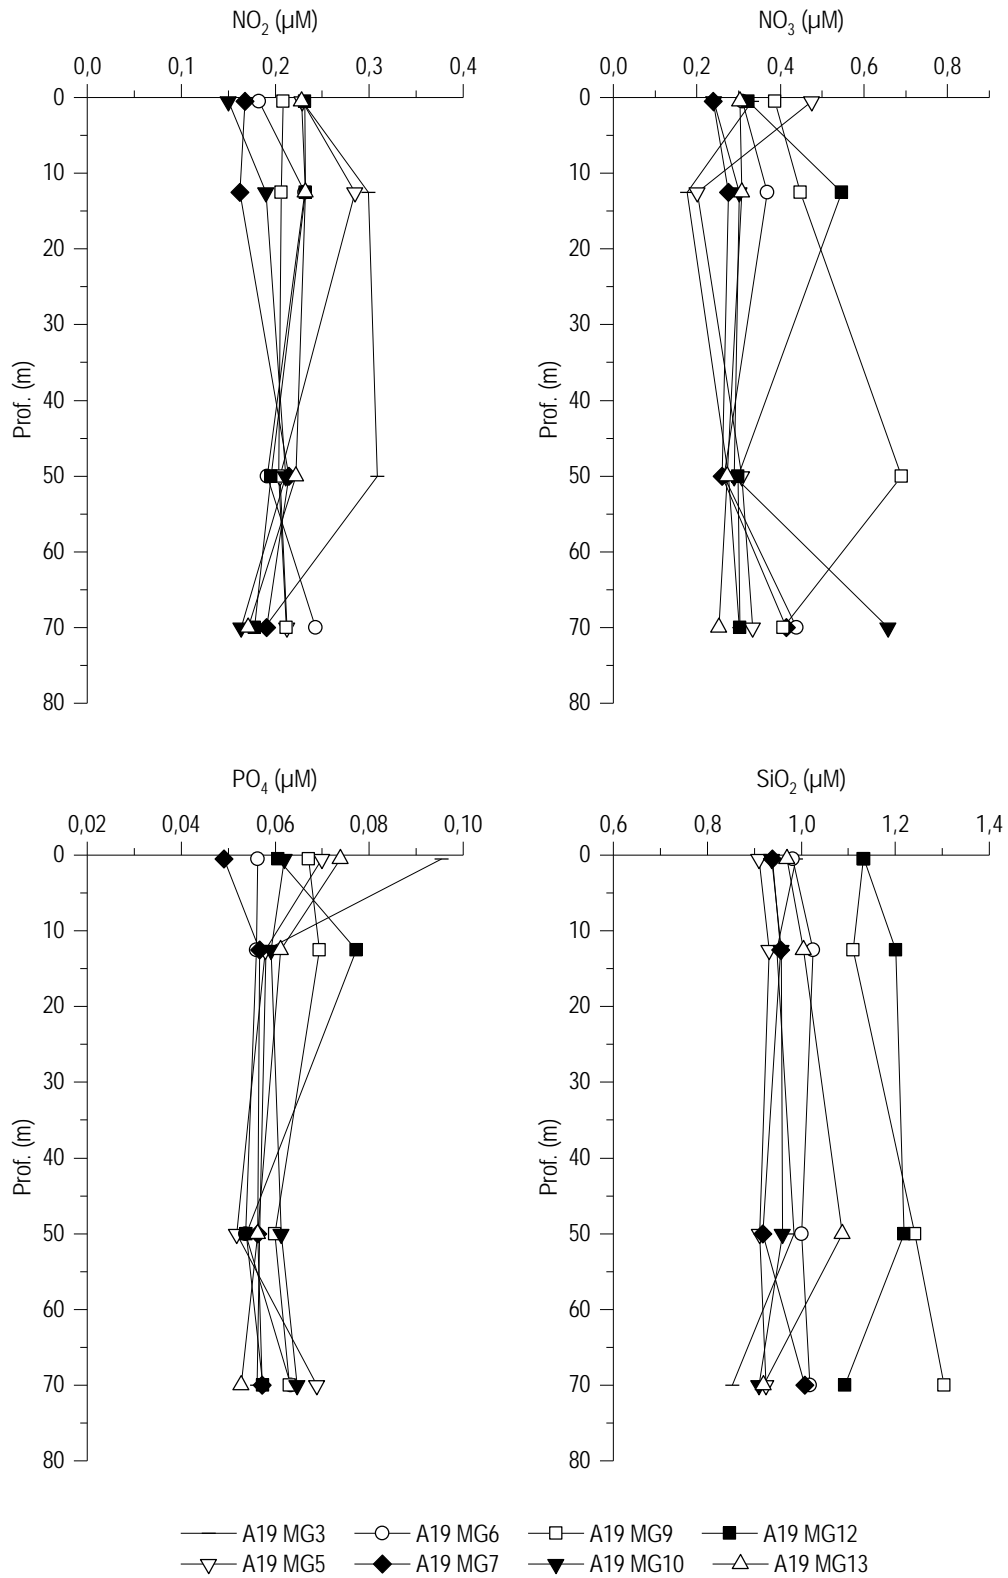 NO2 (µM)
0,0 0,1 0,2 0,3 0,4
0
10
20
30
40
50
60
70
80
Prof. (m)
NO3 (µM)
0,0 0,2 0,4 0,6 0,8
0
10
20
30
40
50
60
70
80
Prof. (m)
PO4 (µM)
0,02 0,04 0,06 0,08 0,10
0
10
20
30
40
50
60
70
80
Prof. (m)
SiO2 (µM)
0,6 0,8 1,0 1,2 1,4
0
10
20
30
40
50
60
70
80
Prof. (m)
A19 MG3 A19 MG6 A19 MG9 A19 MG12
A19 MG5 A19 MG7 A19 MG10 A19 MG13